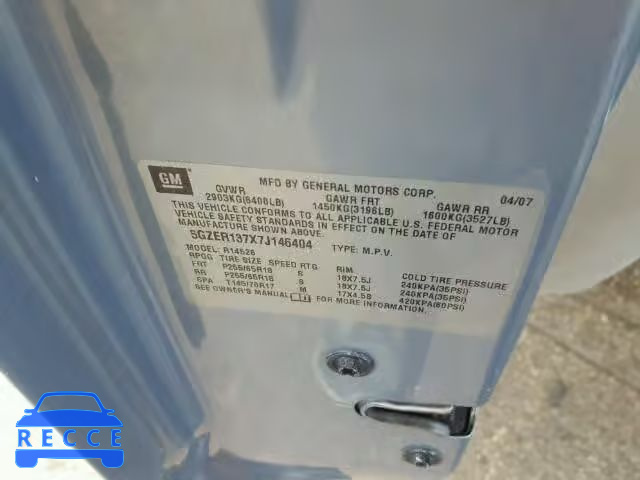 GM
MFD BY GENERAL MOTORS CORP. 04/07
GVWR GAWR FRT GAWR RR
2903KG(6400LB) 1450KG(3196LB) 1600KG(3527LB)
THIS VEHICLE CONFORMS TO ALL APPLICABLE U.S. FEDERAL MOTOR
VEHICLE SAFETY STANDARDS IN EFFECT ON THE DATE OF
MANUFACTURE SHOWN ABOVE.
5GZER137X7J146404 TYPE: M.P.V.
MODEL: R14526
RPOG TIRE SIZE SPEED RTG RIM COLD TIRE PRESSURE
FRT P255/65R18 S 18X7.5J 240KPA(35PSI)
RR P255/65R18 S 18X7.5J 240KPA(35PSI)
SPA T145/70R17 M 17X4.5B 420KPA(60PSI)
SEE OWNER'S MANUAL FOR MORE INFORMATION.
RECCE